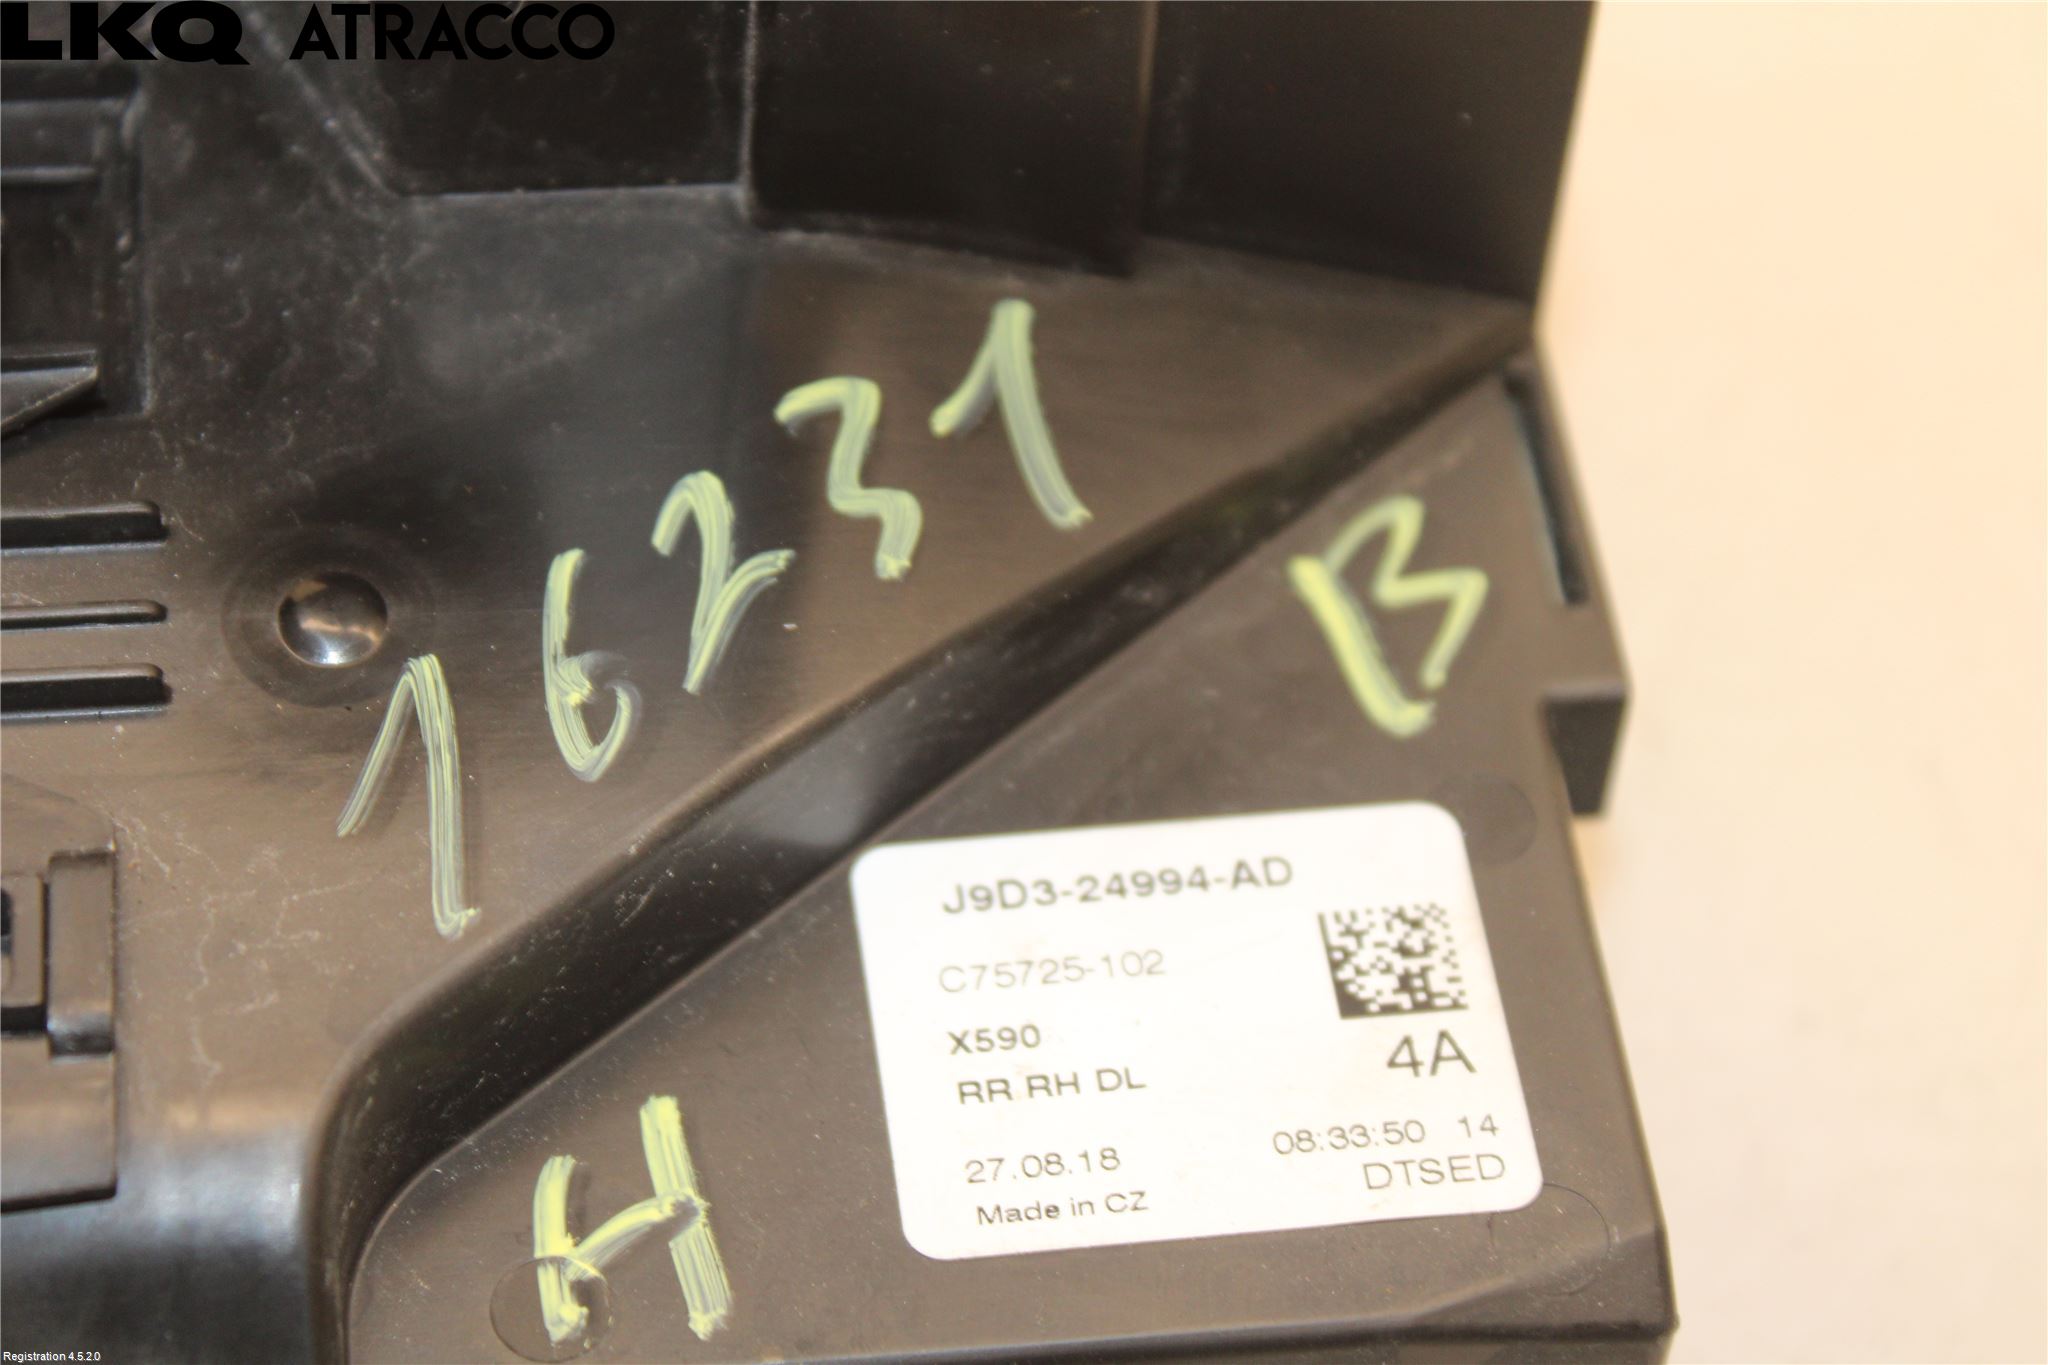 LKQ ATRACCO
16231
B
J9D3-24994-AD
C75725-102
X590
4A
RR RH DL
27.08.18
08:33:50 14
DTSED
Made in CZ
H
Registration 4.5.2.0